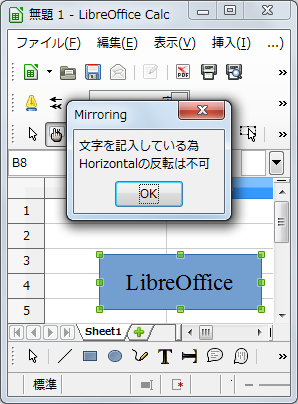 無題 1 - LibreOffice Calc
ファイル(F) 編集(E) 表示(V) 挿入(I) ...
Mirroring
文字を記入している為
Horizontalの反転は不可
OK
B8
1
2
3
4
5
LibreOffice
Sheet1
標準